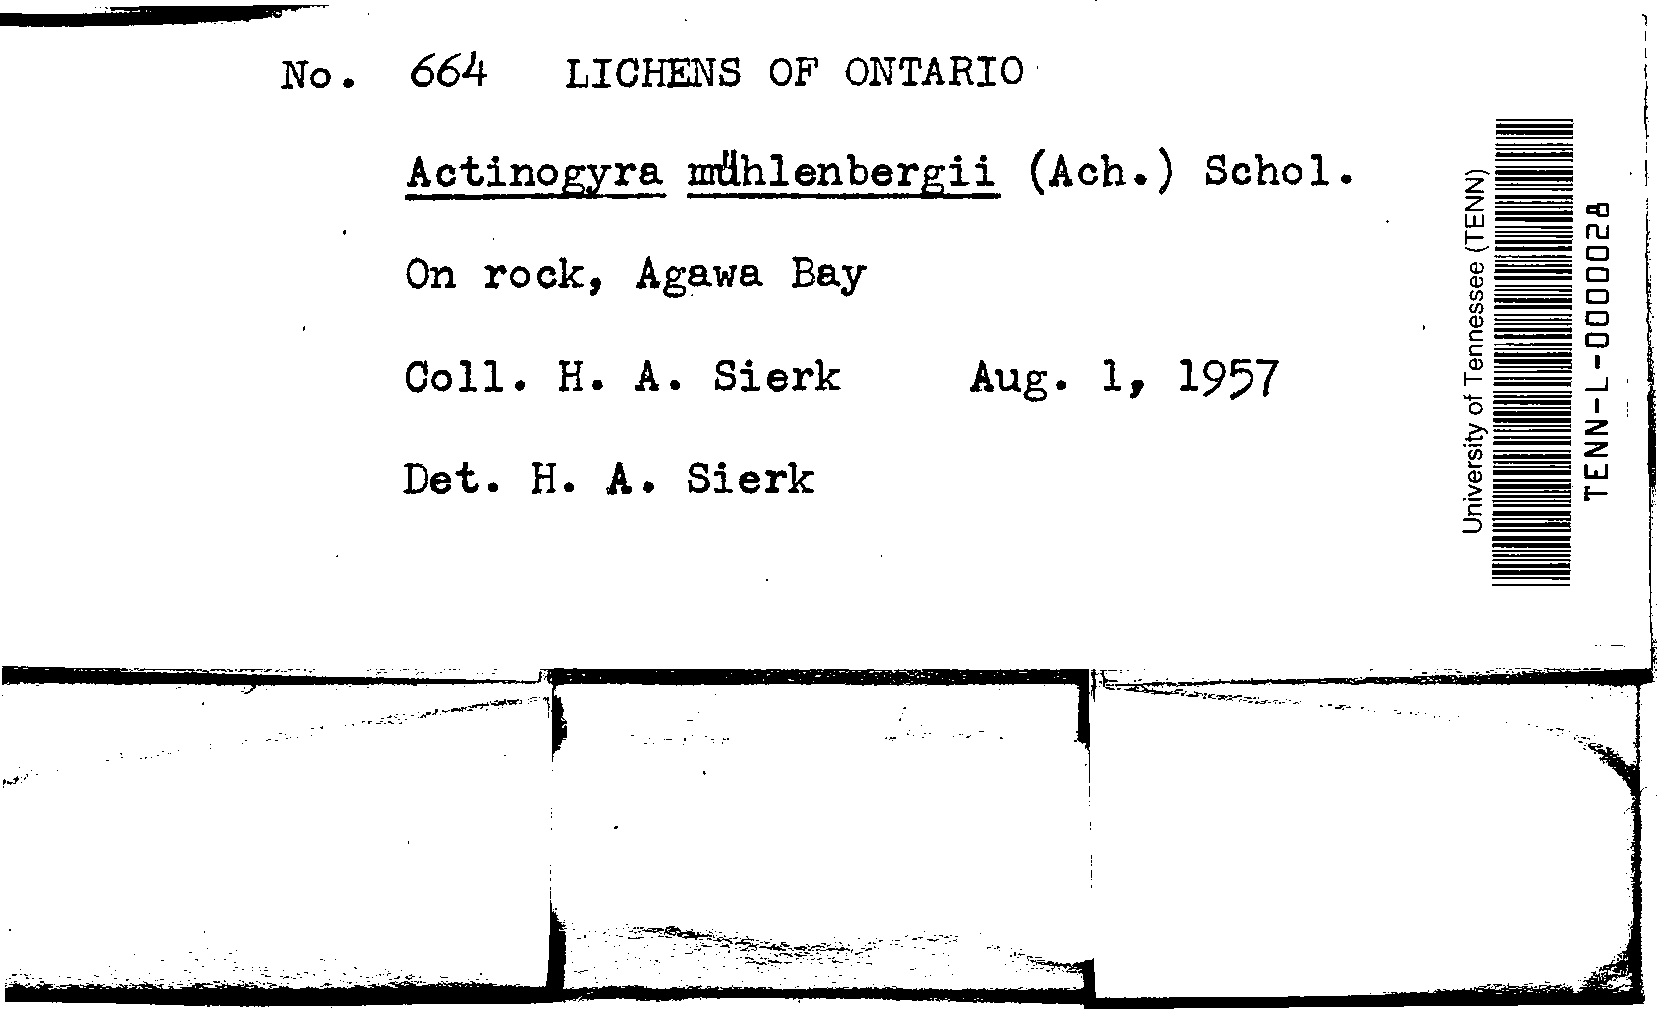 No. 664 LICHENS OF ONTARIO
Actinogyra mühlenbergii (Ach.) Schol.
On rock, Agawa Bay
Coll. H. A. Sierk Aug. 1, 1957
Det. H. A. Sierk
University of Tennessee (TENN)
TENN-L-0000028